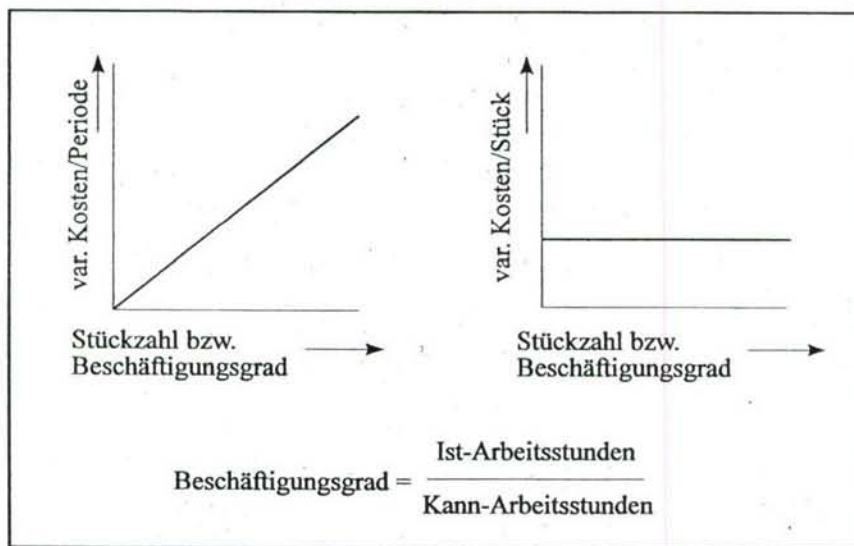 var. Kosten/Periode
Stückzahl bzw.
Beschäftigungsgrad
var. Kosten/Stück
Stückzahl bzw.
Beschäftigungsgrad
Beschäftigungsgrad = Ist-Arbeitsstunden
Kann-Arbeitsstunden